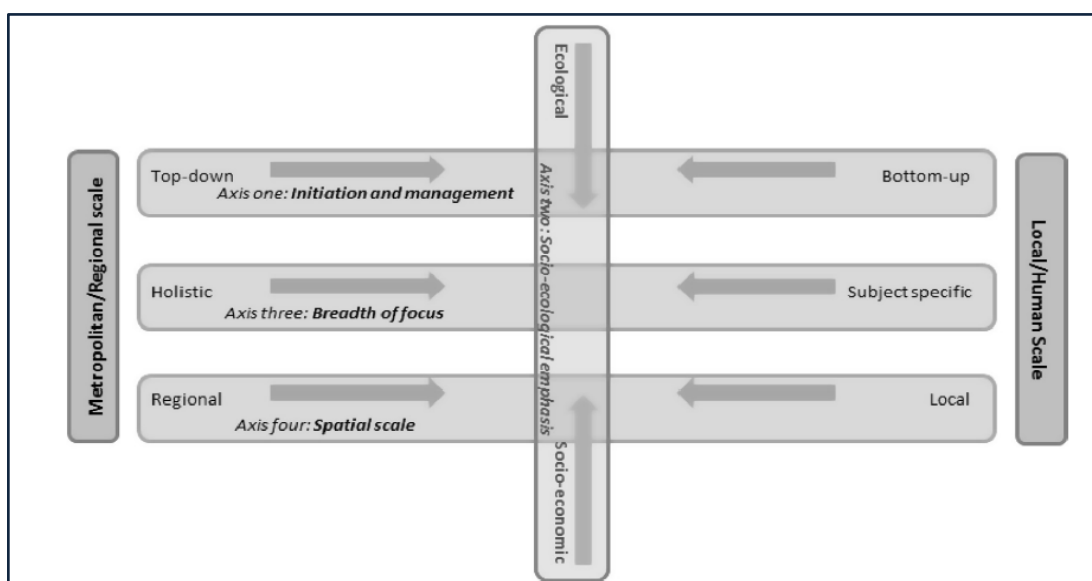 Metropolitan/Regional scale
Top-down
Axis one: Initiation and management
Bottom-up
Holistic
Axis three: Breadth of focus
Subject specific
Regional
Axis four: Spatial scale
Local
Ecological
Axis two : Socio-ecological emphasis
Socio-economic
Local/Human Scale